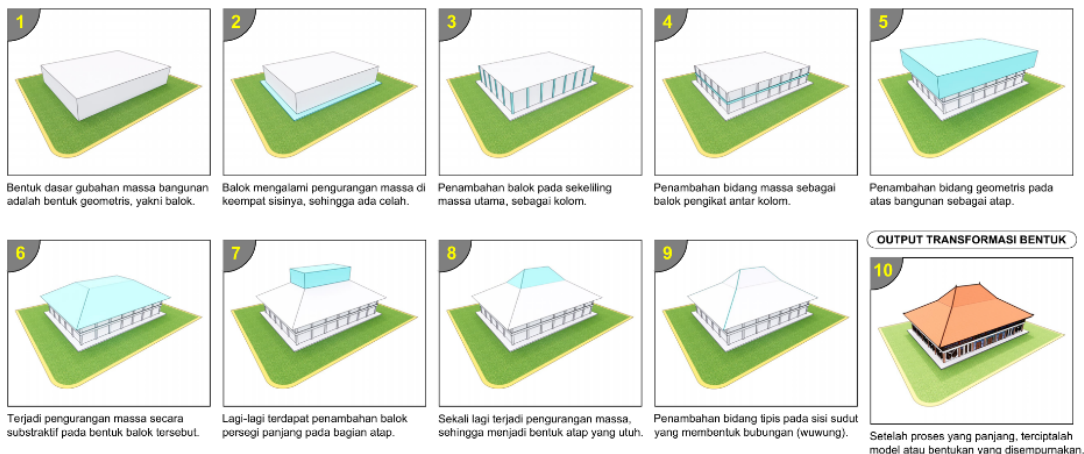 1
Bentuk dasar gubahan massa bangunan
adalah bentuk geometris, yakni balok.
2
Balok mengalami pengurangan massa di
keempat sisinya, sehingga ada celah.
3
Penambahan balok pada sekeliling
massa utama, sebagai kolom.
4
Penambahan bidang massa sebagai
balok pengikat antar kolom.
5
Penambahan bidang geometris pada
atas bangunan sebagai atap.
6
Terjadi pengurangan massa secara
substraktif pada bentuk balok tersebut.
7
Lagi-lagi terdapat penambahan balok
persegi panjang pada bagian atap.
8
Sekali lagi terjadi pengurangan massa,
sehingga menjadi bentuk atap yang utuh.
9
Penambahan bidang tipis pada sisi sudut
yang membentuk bubungan (wuwung).
OUTPUT TRANSFORMASI BENTUK
10
Setelah proses yang panjang, terciptalah
model atau bentukan yang disempurnakan.